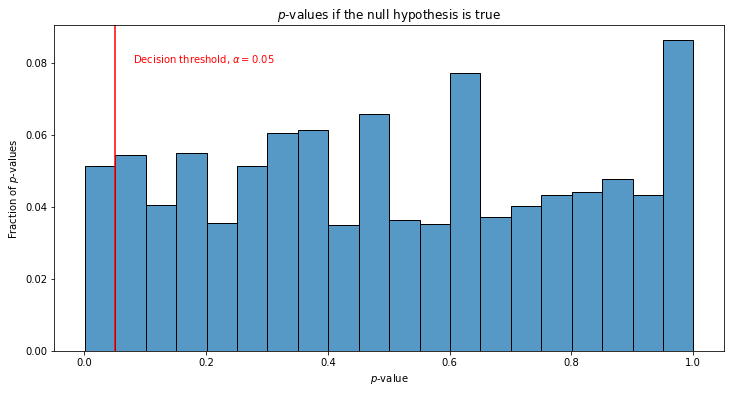 p-values if the null hypothesis is true
Decision threshold, α = 0.05
0.08
0.06
0.04
0.02
0.00
Fraction of p-values
0.0 0.2 0.4 0.6 0.8 1.0
p-value